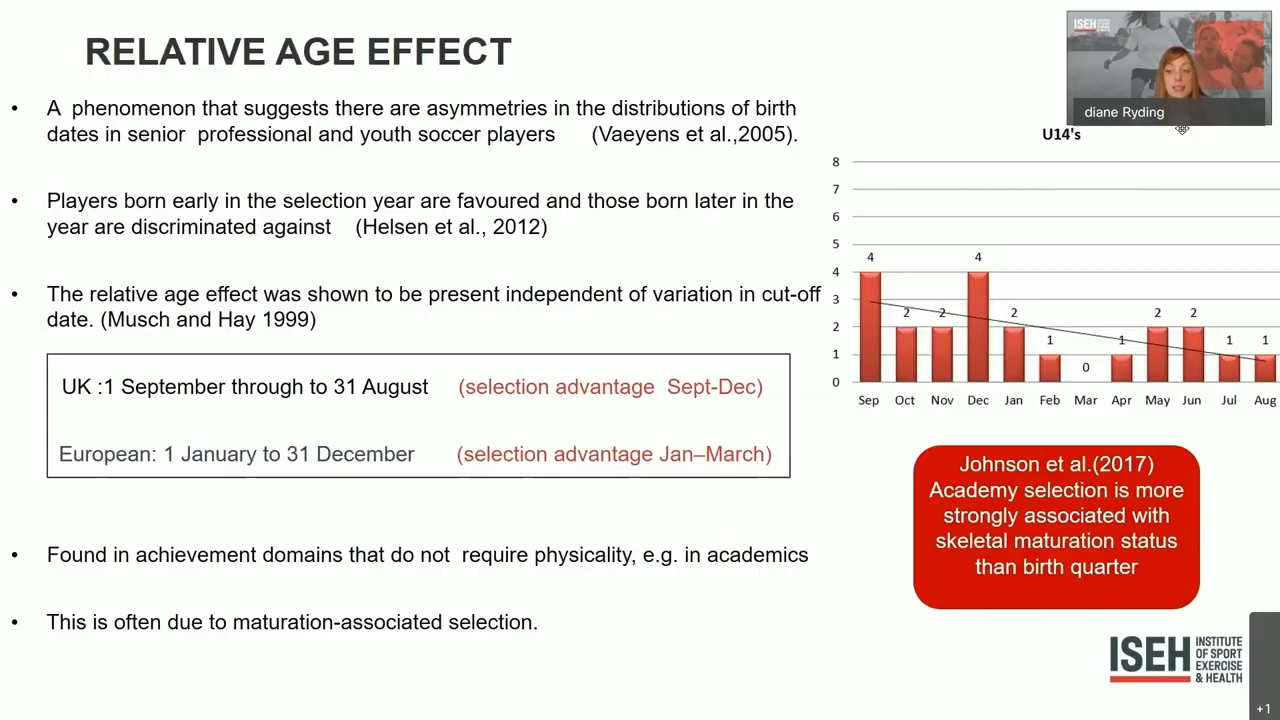 RELATIVE AGE EFFECT
• A phenomenon that suggests there are asymmetries in the distributions of birth
dates in senior professional and youth soccer players (Vaeyens et al.,2005).
• Players born early in the selection year are favoured and those born later in the
year are discriminated against (Helsen et al., 2012)
• The relative age effect was shown to be present independent of variation in cut-off
date. (Musch and Hay 1999)
UK :1 September through to 31 August (selection advantage Sept-Dec)
European: 1 January to 31 December (selection advantage Jan–March)
• Found in achievement domains that do not require physicality, e.g. in academics
• This is often due to maturation-associated selection.
ISEH
diane Ryding
U14's
8
7
6
5
4
3
2
1
0
4 2 2 4 2 1 0 1 2 2 1 1
Sep Oct Nov Dec Jan Feb Mar Apr May Jun Jul Aug
Johnson et al.(2017)
Academy selection is more
strongly associated with
skeletal maturation status
than birth quarter
ISEH
INSTITUTE
OF SPORT
EXERCISE
& HEALTH
+1